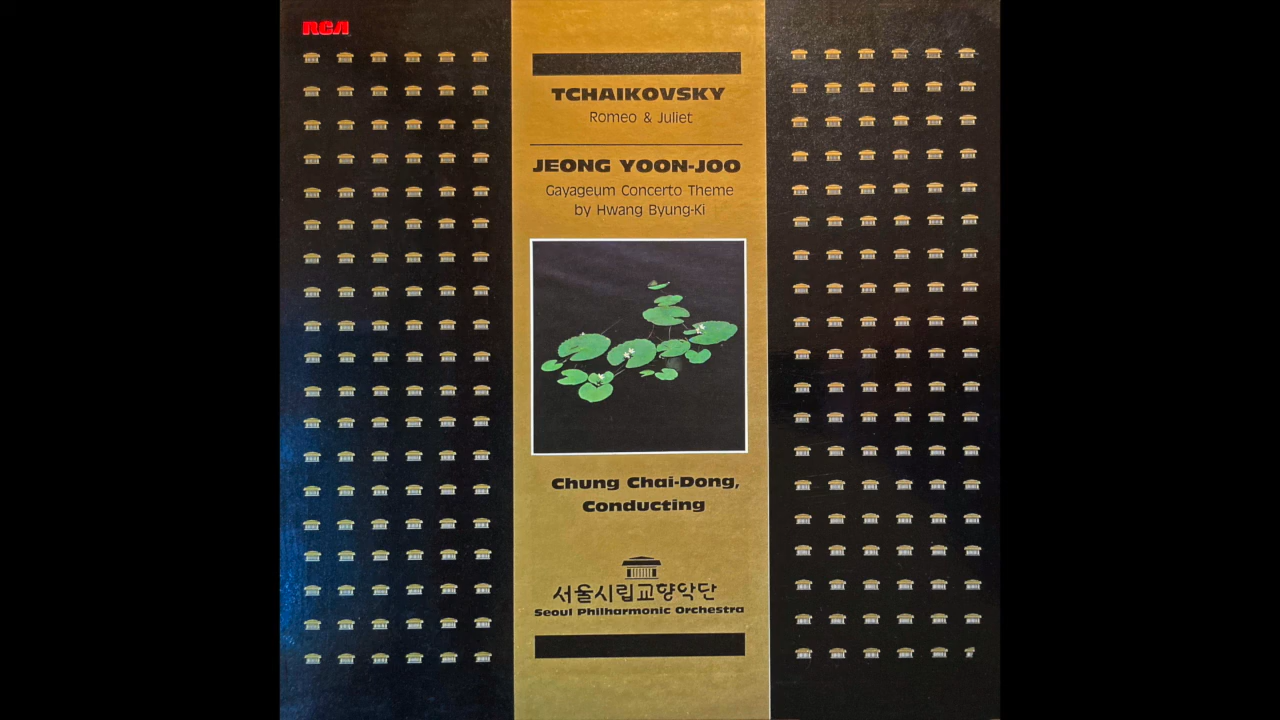 RCA
TCHAIKOVSKY
Romeo & Juliet
JEONG YOON-JOO
Gayageum Concerto Theme
by Hwang Byung-Ki
Chung Chai-Dong,
Conducting
서울시립교향악단
Seoul Philharmonic Orchestra